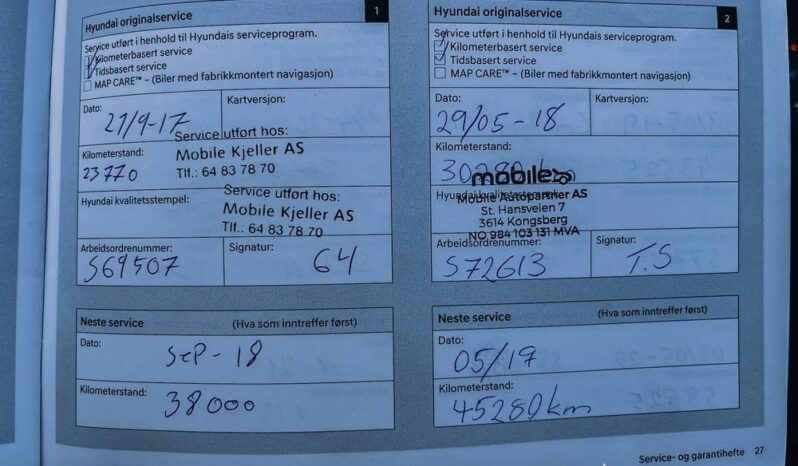 Hyundai originalservice
1
Service utført i henhold til Hyundais serviceprogram.
Kilometerbasert service
Tidsbasert service
MAP CARE™ – (Biler med fabrikkmontert navigasjon)
Dato:
Kartversjon:
21/9-17
Service utført hos:
Kilometerstand:
Mobile Kjeller AS
23770
Tlf.: 64 83 78 70
Hyundai kvalitetsstempel:
Service utført hos:
Mobile Kjeller AS
Tlf.: 64 83 78 70
Arbeidsordrenummer:
Signatur:
S69507
64
Neste service
(Hva som inntreffer først)
Dato:
SEP - 18
Kilometerstand:
38000
Hyundai originalservice
2
Service utført i henhold til Hyundais serviceprogram.
Kilometerbasert service
Tidsbasert service
MAP CARE™ – (Biler med fabrikkmontert navigasjon)
Dato:
Kartversjon:
29/05-18
Kilometerstand:
30280 km
mobile
Hyundai kvalitetsstempel:
Mobile Autopartner AS
St. Hansveien 7
3614 Kongsberg
NO 984 103 131 MVA
Arbeidsordrenummer:
Signatur:
S72613
T.S
Neste service
(Hva som inntreffer først)
Dato:
05/19
Kilometerstand:
45280km
Service- og garantihefte 27